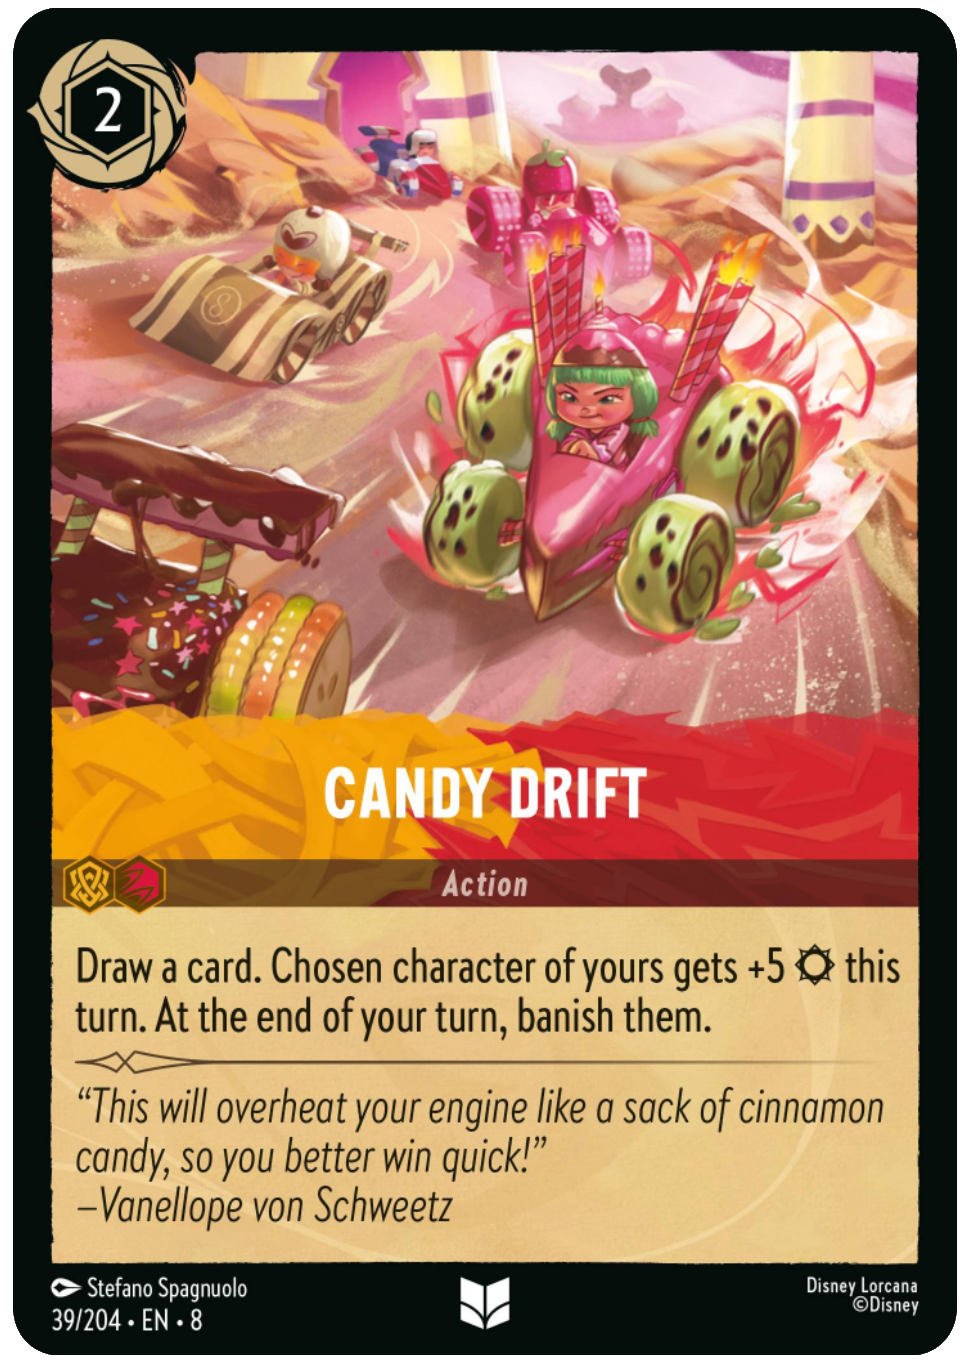 2
CANDY DRIFT
Action
Draw a card. Chosen character of yours gets +5 this
turn. At the end of your turn, banish them.
“This will overheat your engine like a sack of cinnamon
candy, so you better win quick!”
–Vanellope von Schweetz
Stefano Spagnuolo
39/204 • EN • 8
Disney Lorcana
©Disney